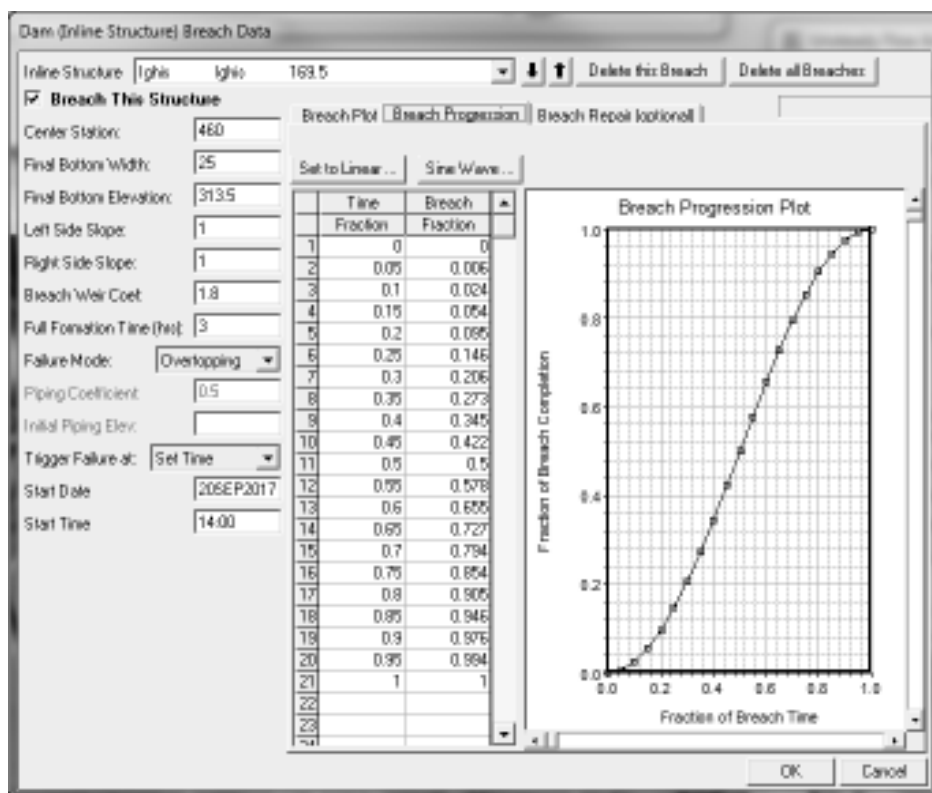 Dam (Inline Structure) Breach Data
Inline Structure Ighis Ighis 169.5 Delete this Breach Delete all Breaches
Breach This Structure
Breach Plot Breach Progression Breach Repair (optional)
Center Station: 460
Final Bottom Width: 25
Final Bottom Elevation: 313.5
Left Side Slope: 1
Right Side Slope: 1
Breach Weir Coef: 1.8
Full Formation Time (hrs): 3
Failure Mode: Overtopping
Piping Coefficient 0.5
Initial Piping Elev:
Trigger Failure at: Set Time
Start Date 20SEP2017
Start Time 14:00
Set to Linear ... Sine Wave...
Time Breach
Fraction Fraction
1 0 0
2 0.05 0.006
3 0.1 0.024
4 0.15 0.054
5 0.2 0.095
6 0.25 0.146
7 0.3 0.206
8 0.35 0.273
9 0.4 0.345
10 0.45 0.422
11 0.5 0.5
12 0.55 0.578
13 0.6 0.655
14 0.65 0.727
15 0.7 0.794
16 0.75 0.854
17 0.8 0.905
18 0.85 0.946
19 0.9 0.976
20 0.95 0.994
21 1 1
22
23
24
Breach Progression Plot
Fraction of Breach Completion
1.0
0.8
0.6
0.4
0.2
0.0
0.0 0.2 0.4 0.6 0.8 1.0
Fraction of Breach Time
OK Cancel